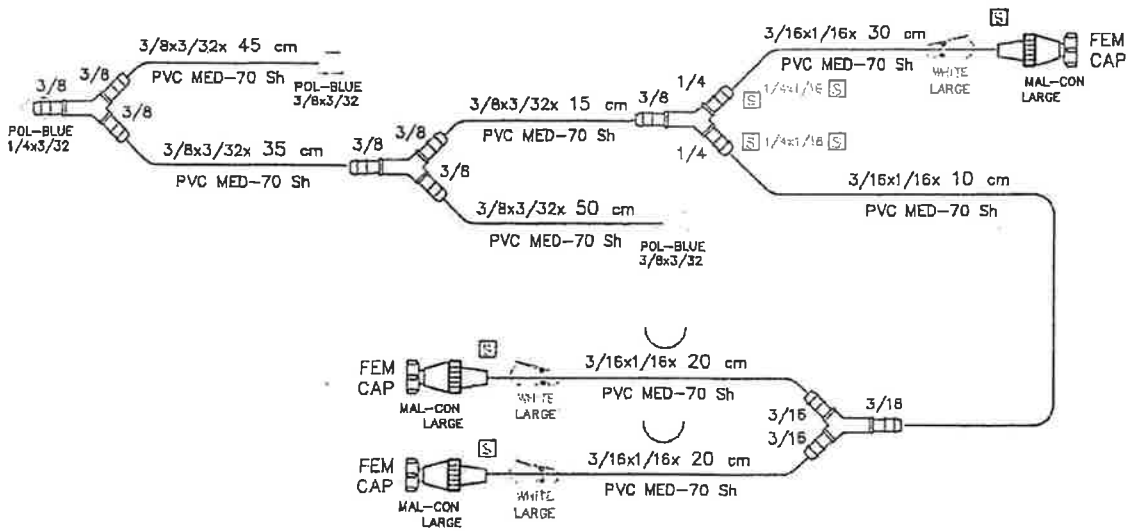 3/8x3/32x 45 cm
PVC MED-70 Sh
POL-BLUE
3/8x3/32
3/8
3/8
3/8
POL-BLUE
1/4x3/32
3/8x3/32x 35 cm
PVC MED-70 Sh
3/8
3/8
3/8
3/8x3/32x 15 cm
PVC MED-70 Sh
3/8x3/32x 50 cm
PVC MED-70 Sh
POL-BLUE
3/8x3/32
3/8
1/4
1/4
S 1/4x1/16 S
S 1/4x1/16 S
3/16x1/16x 30 cm
PVC MED-70 Sh
WHITE
LARGE
S
MAL-CON
LARGE
FEM
CAP
3/16x1/16x 10 cm
PVC MED-70 Sh
FEM
CAP
MAL-CON
LARGE
S
WHITE
LARGE
3/16x1/16x 20 cm
PVC MED-70 Sh
3/16
3/16
3/18
FEM
CAP
MAL-CON
LARGE
S
WHITE
LARGE
3/16x1/16x 20 cm
PVC MED-70 Sh